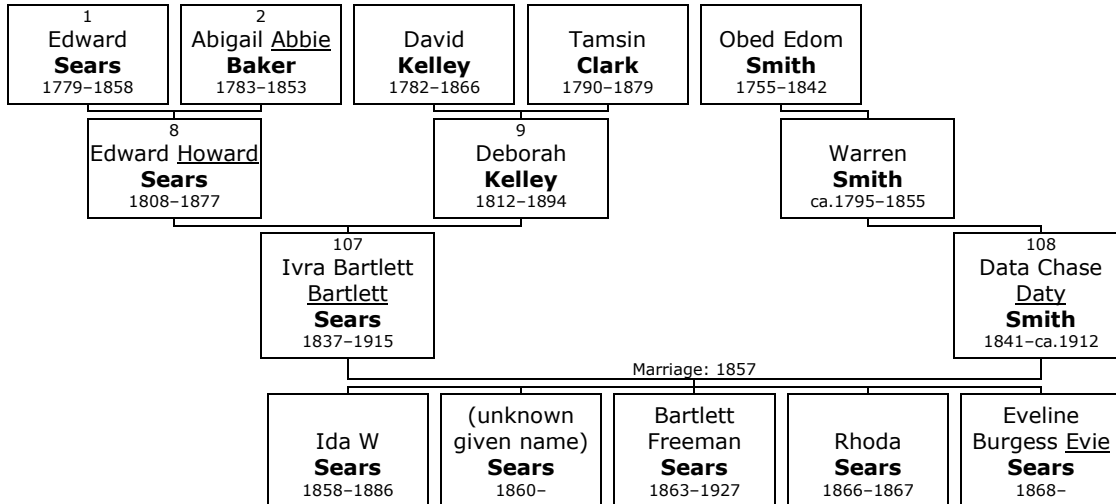 1
Edward
Sears
1779–1858
2
Abigail Abbie
Baker
1783–1853
David
Kelley
1782–1866
Tamsin
Clark
1790–1879
Obed Edom
Smith
1755–1842
8
Edward Howard
Sears
1808–1877
9
Deborah
Kelley
1812–1894
Warren
Smith
ca.1795–1855
107
Ivra Bartlett
Bartlett
Sears
1837–1915
108
Data Chase
Daty
Smith
1841–ca.1912
Marriage: 1857
Ida W
Sears
1858–1886
(unknown
given name)
Sears
1860–
Bartlett
Freeman
Sears
1863–1927
Rhoda
Sears
1866–1867
Eveline
Burgess Evie
Sears
1868–